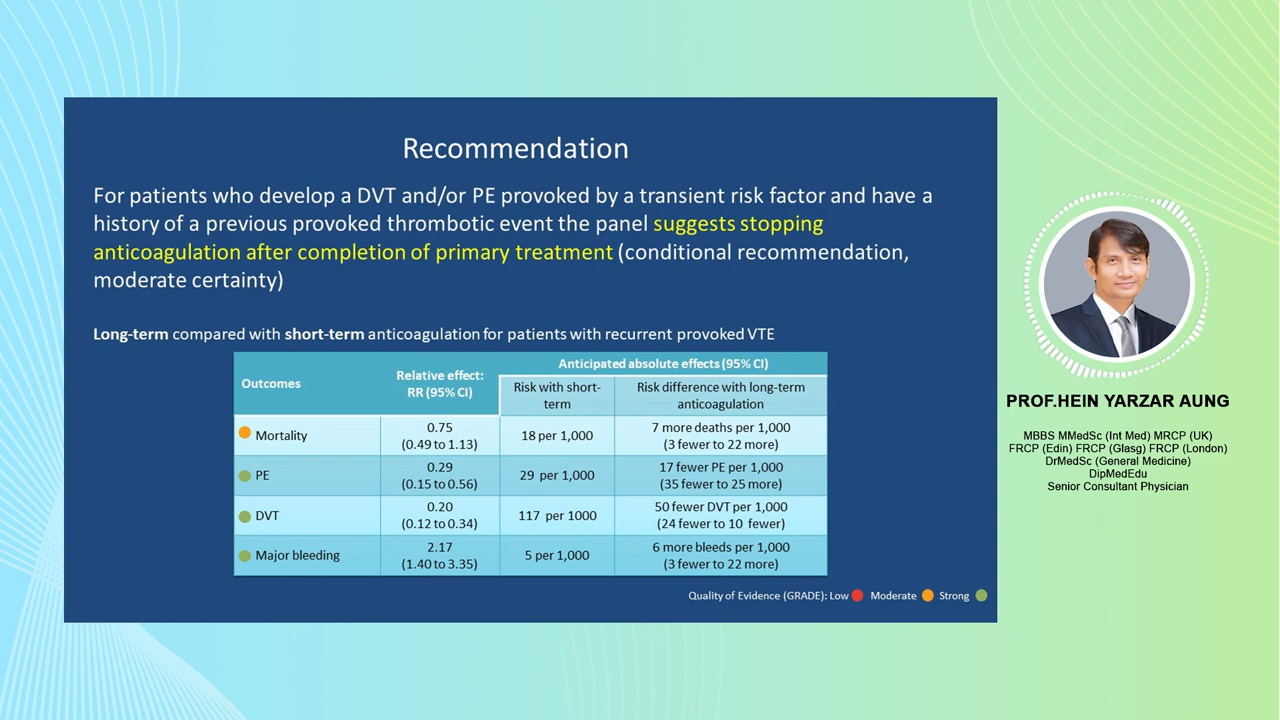 Recommendation
For patients who develop a DVT and/or PE provoked by a transient risk factor and have a
history of a previous provoked thrombotic event the panel suggests stopping
anticoagulation after completion of primary treatment (conditional recommendation,
moderate certainty)
Long-term compared with short-term anticoagulation for patients with recurrent provoked VTE
Outcomes
Relative effect:
RR (95% CI)
Anticipated absolute effects (95% CI)
Risk with short-
term
Risk difference with long-term
anticoagulation
Mortality
0.75
(0.49 to 1.13)
18 per 1,000
7 more deaths per 1,000
(3 fewer to 22 more)
PE
0.29
(0.15 to 0.56)
29 per 1,000
17 fewer PE per 1,000
(35 fewer to 25 more)
DVT
0.20
(0.12 to 0.34)
117 per 1000
50 fewer DVT per 1,000
(24 fewer to 10 fewer)
Major bleeding
2.17
(1.40 to 3.35)
5 per 1,000
6 more bleeds per 1,000
(3 fewer to 22 more)
Quality of Evidence (GRADE): Low Moderate Strong
PROF.HEIN YARZAR AUNG
MBBS MMedSc (Int Med) MRCP (UK)
FRCP (Edin) FRCP (Glasg) FRCP (London)
DrMedSc (General Medicine)
DipMedEdu
Senior Consultant Physician